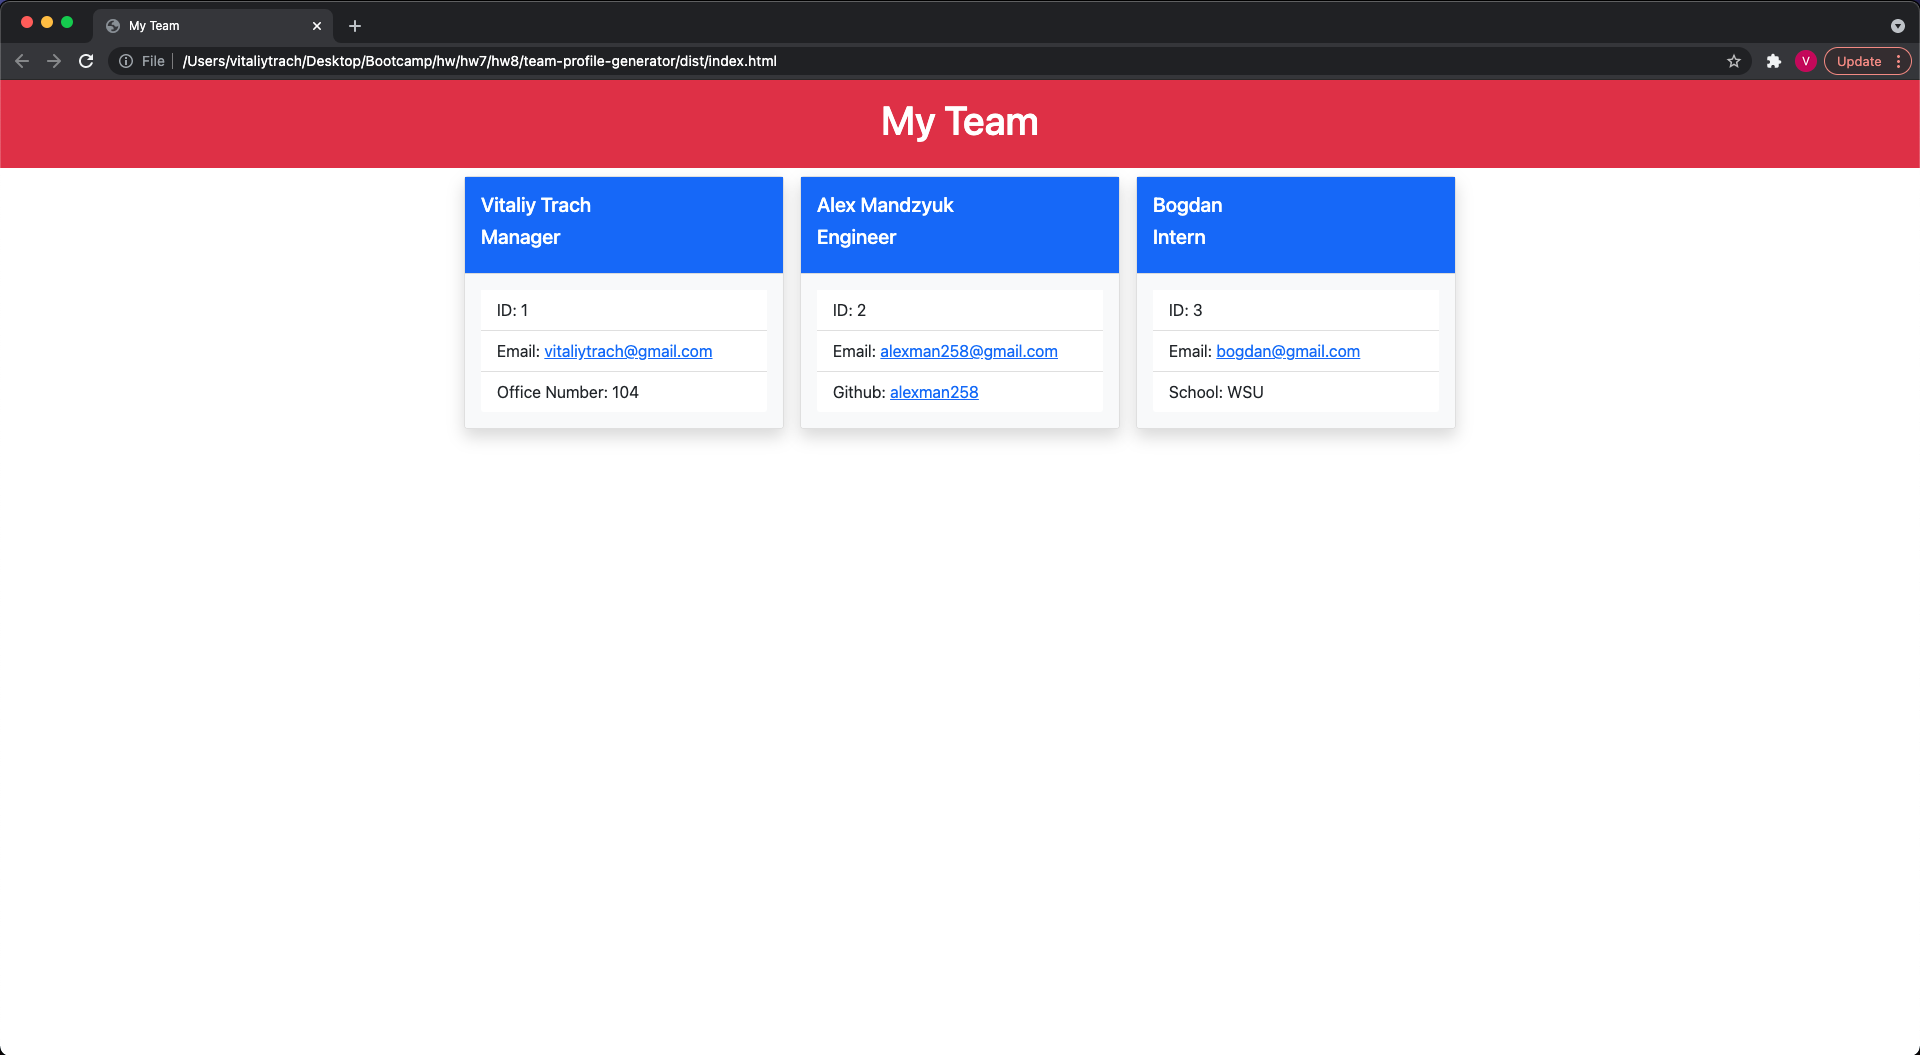 My Team
File
/Users/vitaliytrach/Desktop/Bootcamp/hw/hw7/hw8/team-profile-generator/dist/index.html
V
Update
My Team
Vitaliy Trach
Manager
ID: 1
Email: vitaliytrach@gmail.com
Office Number: 104
Alex Mandzyuk
Engineer
ID: 2
Email: alexman258@gmail.com
Github: alexman258
Bogdan
Intern
ID: 3
Email: bogdan@gmail.com
School: WSU